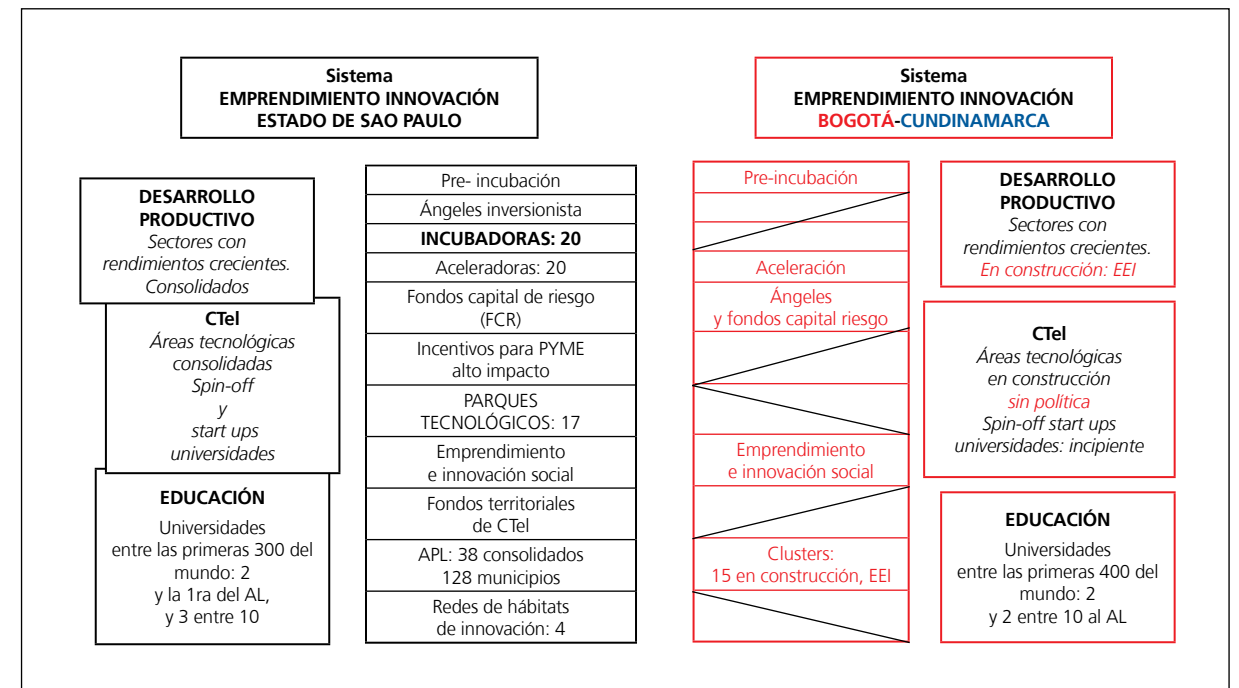 Sistema
EMPRENDIMIENTO INNOVACIÓN
ESTADO DE SAO PAULO
DESARROLLO
PRODUCTIVO
Sectores con
rendimientos crecientes.
Consolidados
CTel
Áreas tecnológicas
consolidadas
Spin-off
y
start ups
universidades
EDUCACIÓN
Universidades
entre las primeras 300 del
mundo: 2
y la 1ra del AL,
y 3 entre 10
Pre- incubación
Ángeles inversionista
INCUBADORAS: 20
Aceleradoras: 20
Fondos capital de riesgo
(FCR)
Incentivos para PYME
alto impacto
PARQUES
TECNOLÓGICOS: 17
Emprendimiento
e innovación social
Fondos territoriales
de CTel
APL: 38 consolidados
128 municipios
Redes de hábitats
de innovación: 4
Sistema
EMPRENDIMIENTO INNOVACIÓN
BOGOTÁ-CUNDINAMARCA
Pre-incubación
Aceleración
Ángeles
y fondos capital riesgo
Emprendimiento
e innovación social
Clusters:
15 en construcción, EEI
DESARROLLO
PRODUCTIVO
Sectores con
rendimientos crecientes.
En construcción: EEI
CTel
Áreas tecnológicas
en construcción
sin política
Spin-off start ups
universidades: incipiente
EDUCACIÓN
Universidades
entre las primeras 400 del
mundo: 2
y 2 entre 10 al AL